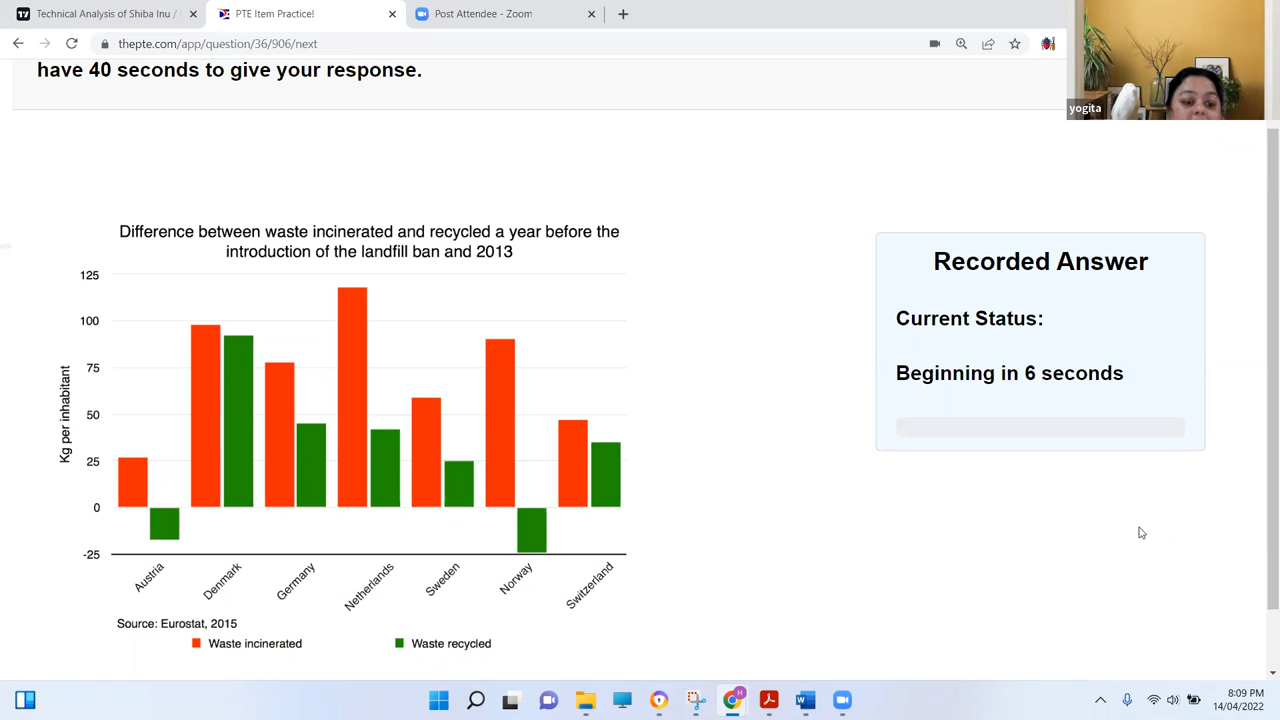 Technical Analysis of Shiba Inu /
PTE Item Practice!
Post Attendee - Zoom
thepte.com/app/question/36/906/next
have 40 seconds to give your response.
yogita
Difference between waste incinerated and recycled a year before the
introduction of the landfill ban and 2013
125
100
75
50
25
0
-25
Kg per inhabitant
Austria
Denmark
Germany
Netherlands
Sweden
Norway
Switzerland
Source: Eurostat, 2015
Waste incinerated
Waste recycled
Recorded Answer
Current Status:
Beginning in 6 seconds
8:09 PM
14/04/2022